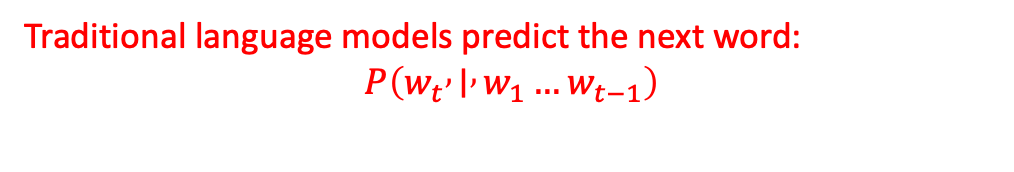 Traditional language models predict the next word:
P(wₜ' |' w₁ … wₜ₋₁)